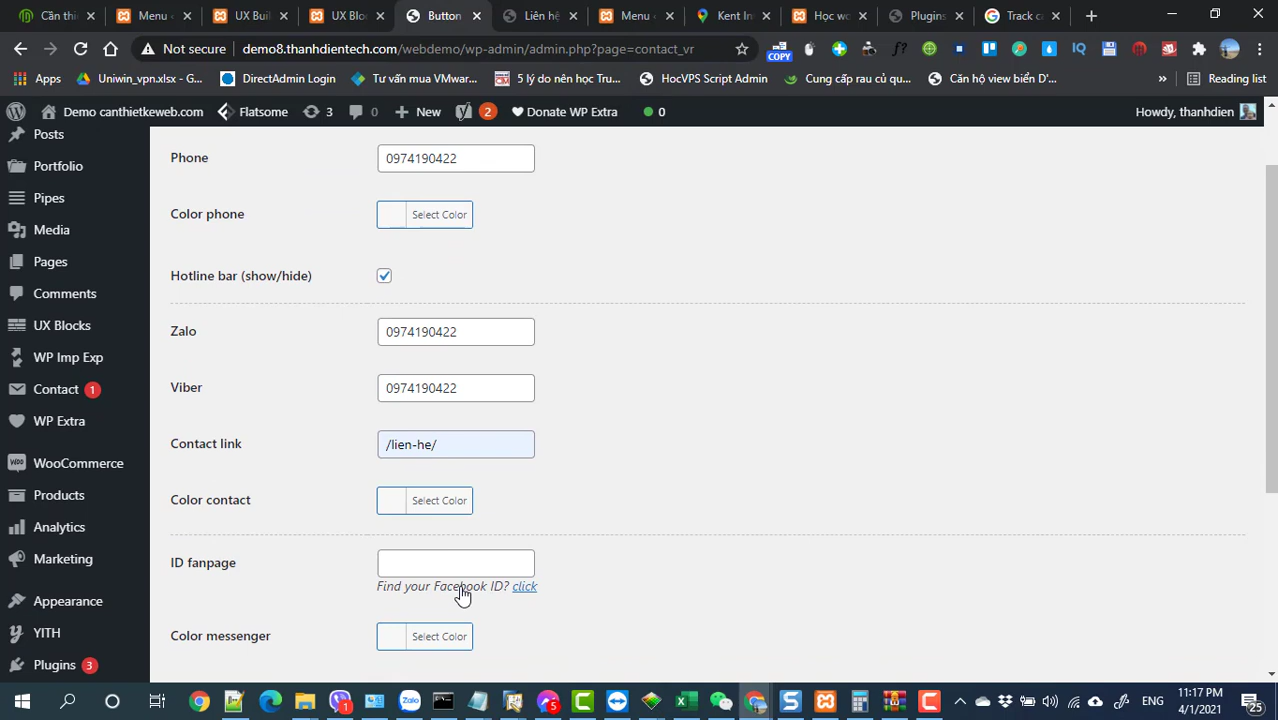 Căn thi
Menu
UX Buil
UX Bloc
Button
Liên hệ
Menu
Kent In
Học wo
Plugins
Track ca
Not secure
demo8.thanhdientech.com/webdemo/wp-admin/admin.php?page=contact_vr
COPY
Apps
Uniwin_vpn.xlsx - G...
DirectAdmin Login
Tư vấn mua VMwar...
5 lý do nên học Tru...
HocVPS Script Admin
Cung cấp rau củ qu...
Căn hộ view biển D'...
Reading list
Demo canthietkeweb.com
Flatsome
3
0
New
2
Donate WP Extra
0
Howdy, thanhdien
Posts
Portfolio
Pipes
Media
Pages
Comments
UX Blocks
WP Imp Exp
Contact 1
WP Extra
WooCommerce
Products
Analytics
Marketing
Appearance
YITH
Plugins 3
Phone
0974190422
Color phone
Select Color
Hotline bar (show/hide)
Zalo
0974190422
Viber
0974190422
Contact link
/lien-he/
Color contact
Select Color
ID fanpage
Find your Facebook ID? click
Color messenger
Select Color
ENG
11:17 PM
4/1/2021
25